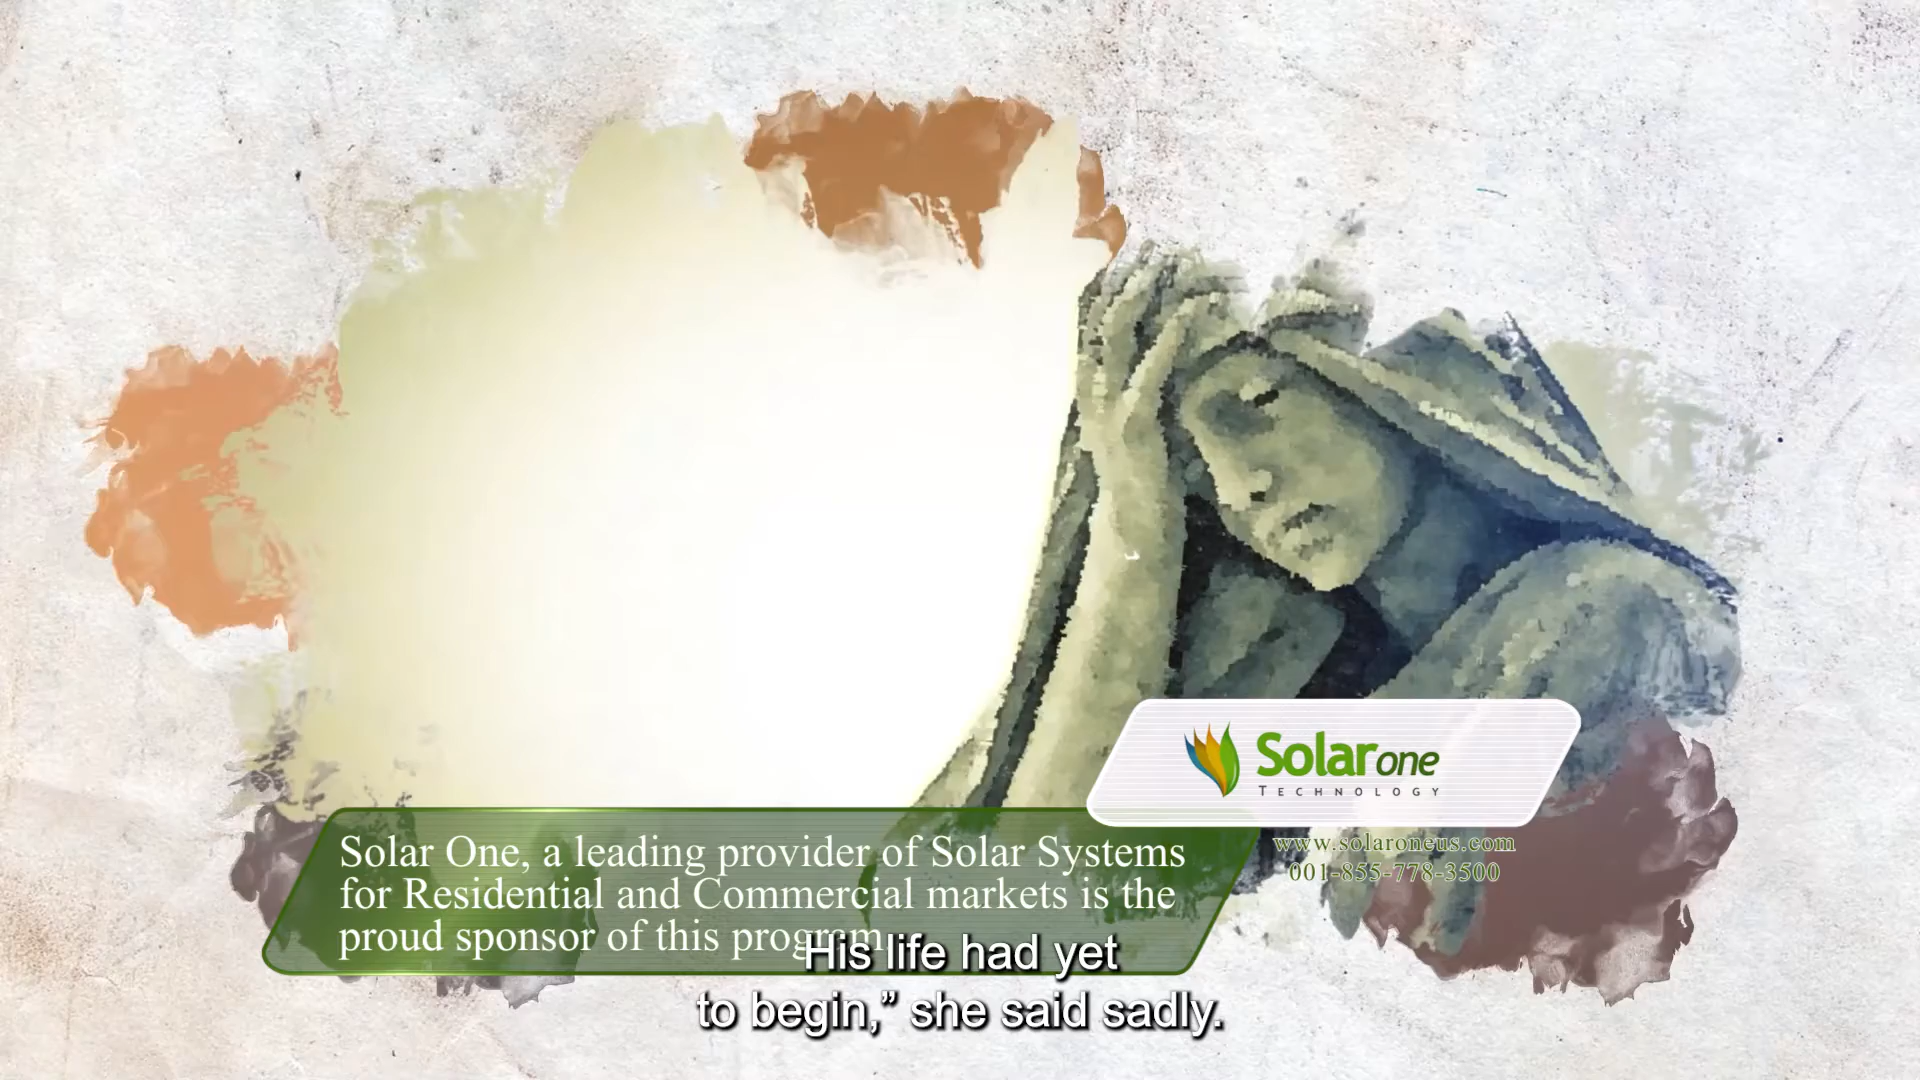 Solarone
TECHNOLOGY
www.solaroneus.com
001-855-778-3500
Solar One, a leading provider of Solar Systems
for Residential and Commercial markets is the
proud sponsor of this program
His life had yet
to begin,” she said sadly.